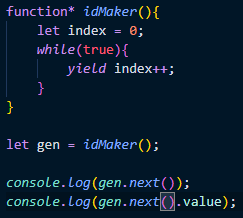 function* idMaker(){
    let index = 0;
    while(true){
        yield index++;
    }
}

let gen = idMaker();

console.log(gen.next());
console.log(gen.next().value);